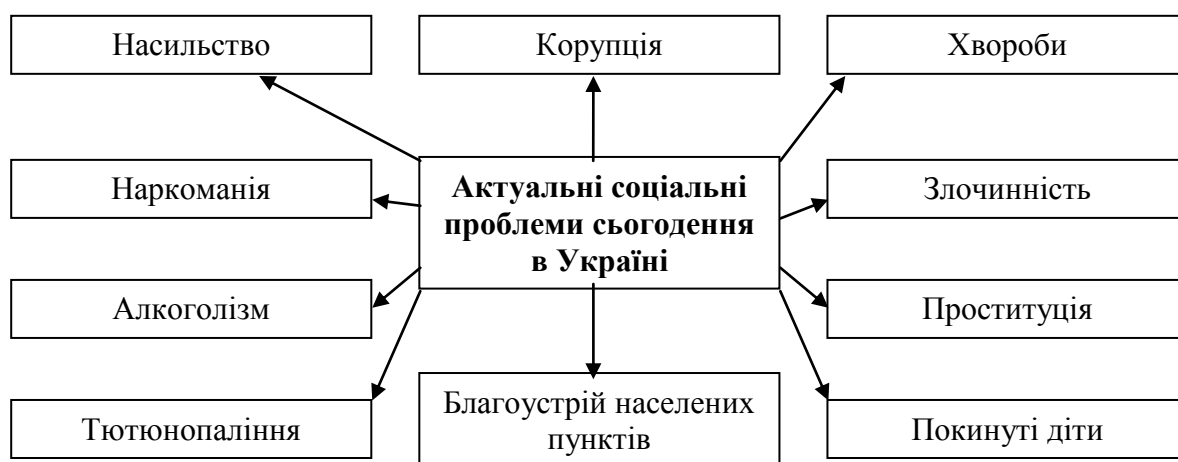 Насильство
Корупція
Хвороби
Наркоманія
Актуальні соціальні
проблеми сьогодення
в Україні
Злочинність
Алкоголізм
Проституція
Тютюнопаління
Благоустрій населених
пунктів
Покинуті діти